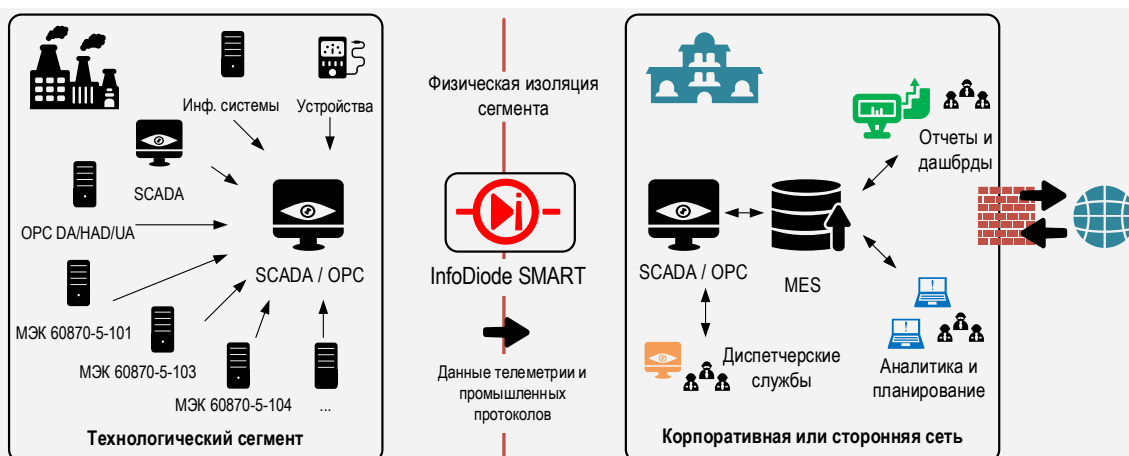 Инф. системы
Устройства
SCADA
ОРС DA/HAD/UA
SCADA / OPC
МЭК 60870-5-101
МЭК 60870-5-103
МЭК 60870-5-104
...
Технологический сегмент
Физическая изоляция
сегмента
InfoDiode SMART
Данные телеметрии и
промышленных
протоколов
Отчеты и
дашбрды
SCADA / OPC
MES
Диспетчерские
службы
Аналитика и
планирование
Корпоративная или сторонняя сеть